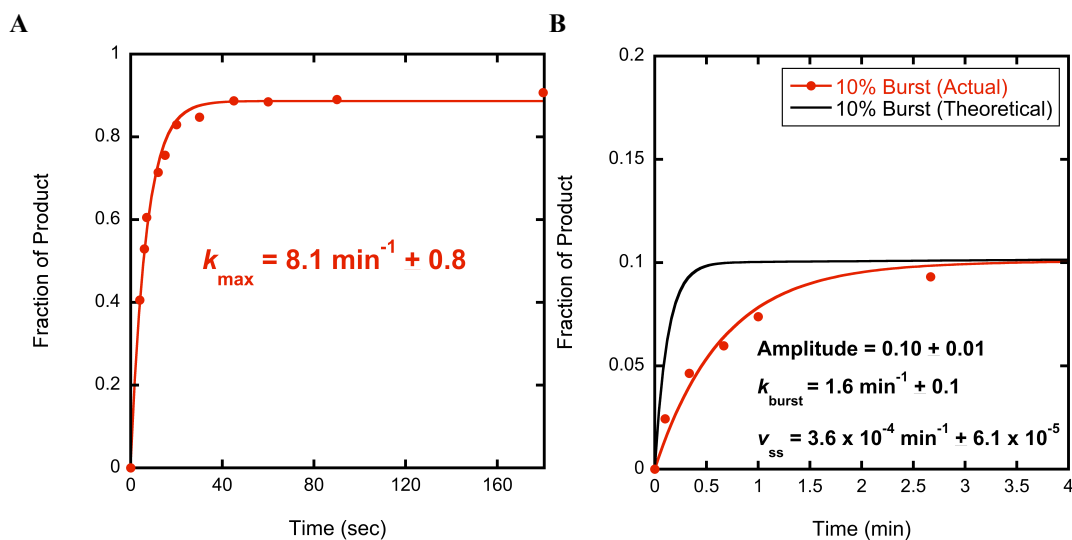 A
B
1
0.8
0.6
0.4
0.2
0
Fraction of Product
k max = 8.1 min-1 + 0.8
0
40
80
120
160
Time (sec)
0.2
0.15
0.1
0.05
0
Fraction of Product
10% Burst (Actual)
10% Burst (Theoretical)
Amplitude = 0.10 + 0.01
k burst = 1.6 min-1 + 0.1
v ss = 3.6 x 10-4 min-1 + 6.1 x 10-5
0
0.5
1
1.5
2
2.5
3
3.5
4
Time (min)